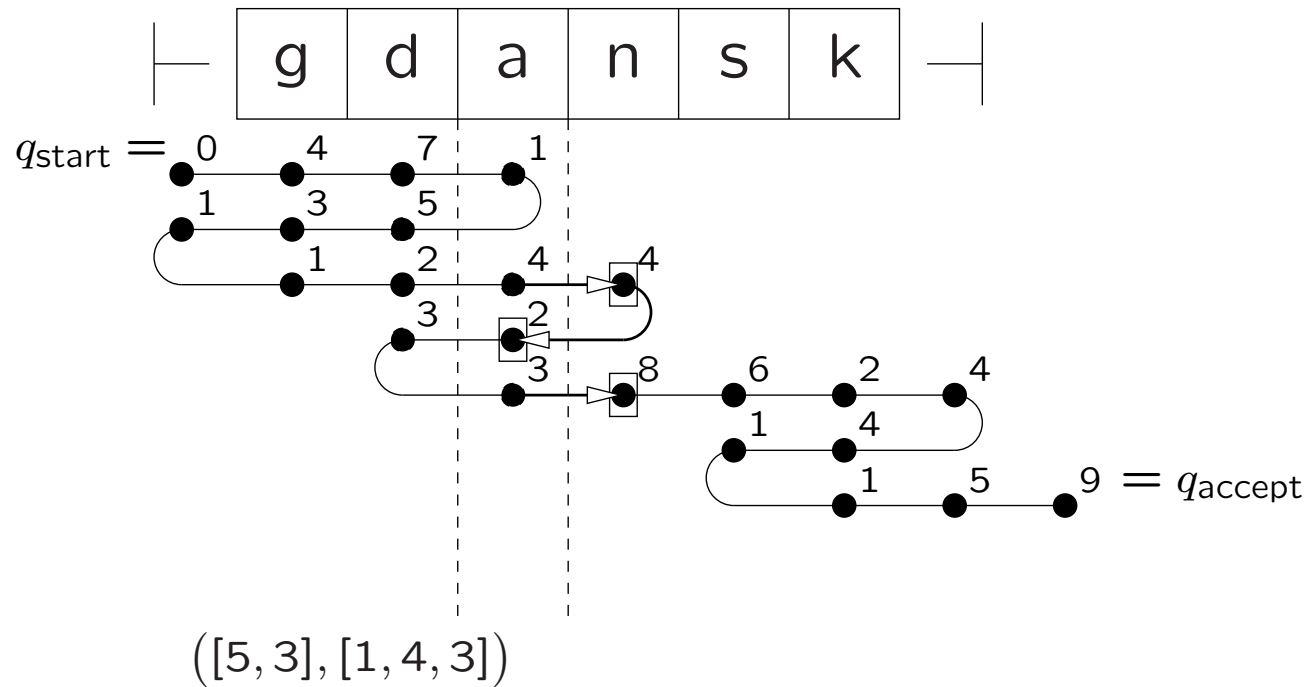 ⊢ g d a n s k ⊣
q_start = 0 4 7 1
1 3 5
1 2 4 4
3 2
3 8 6 2 4
1 4
1 5 9 = q_accept
([5, 3], [1, 4, 3])